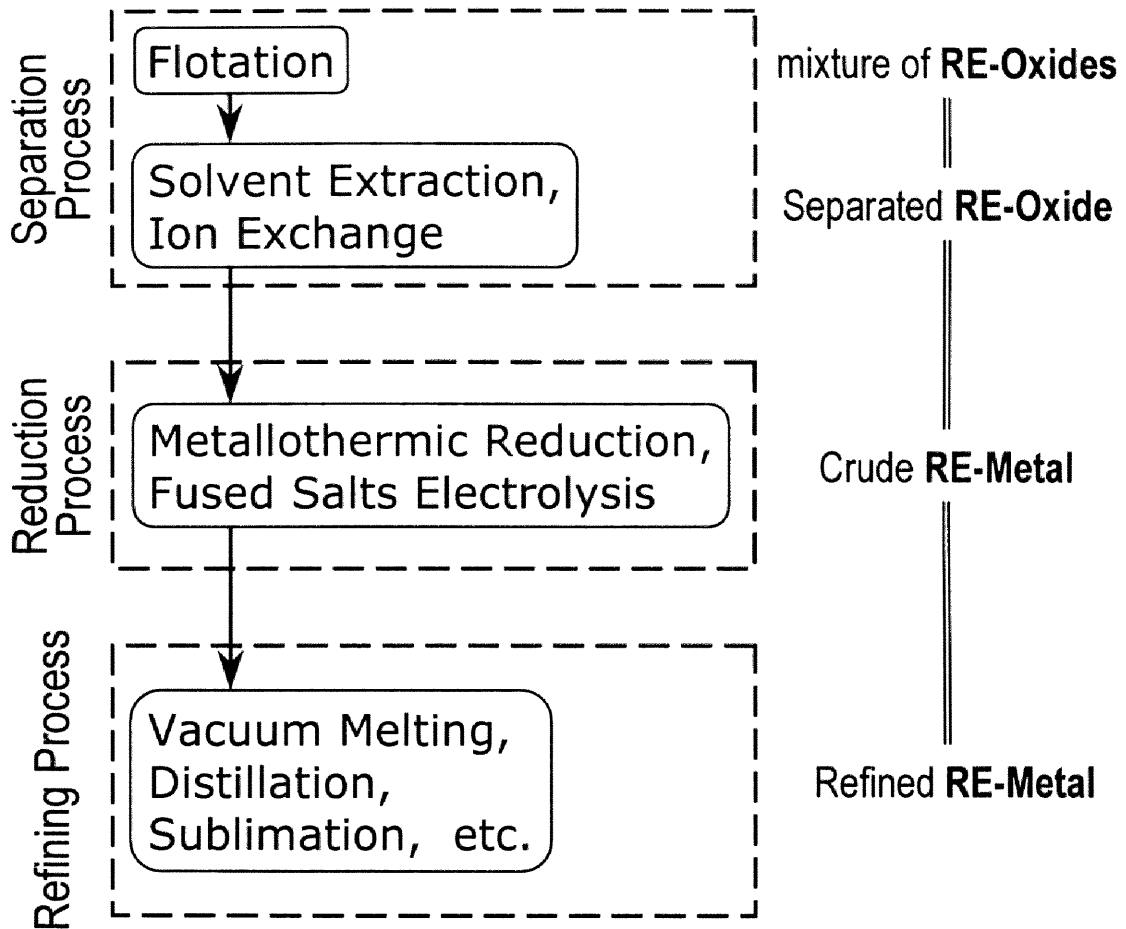 Separation
Process
Flotation
mixture of RE-Oxides
Solvent Extraction,
Ion Exchange
Separated RE-Oxide
Reduction
Process
Metallothermic Reduction,
Fused Salts Electrolysis
Crude RE-Metal
Refining Process
Vacuum Melting,
Distillation,
Sublimation, etc.
Refined RE-Metal